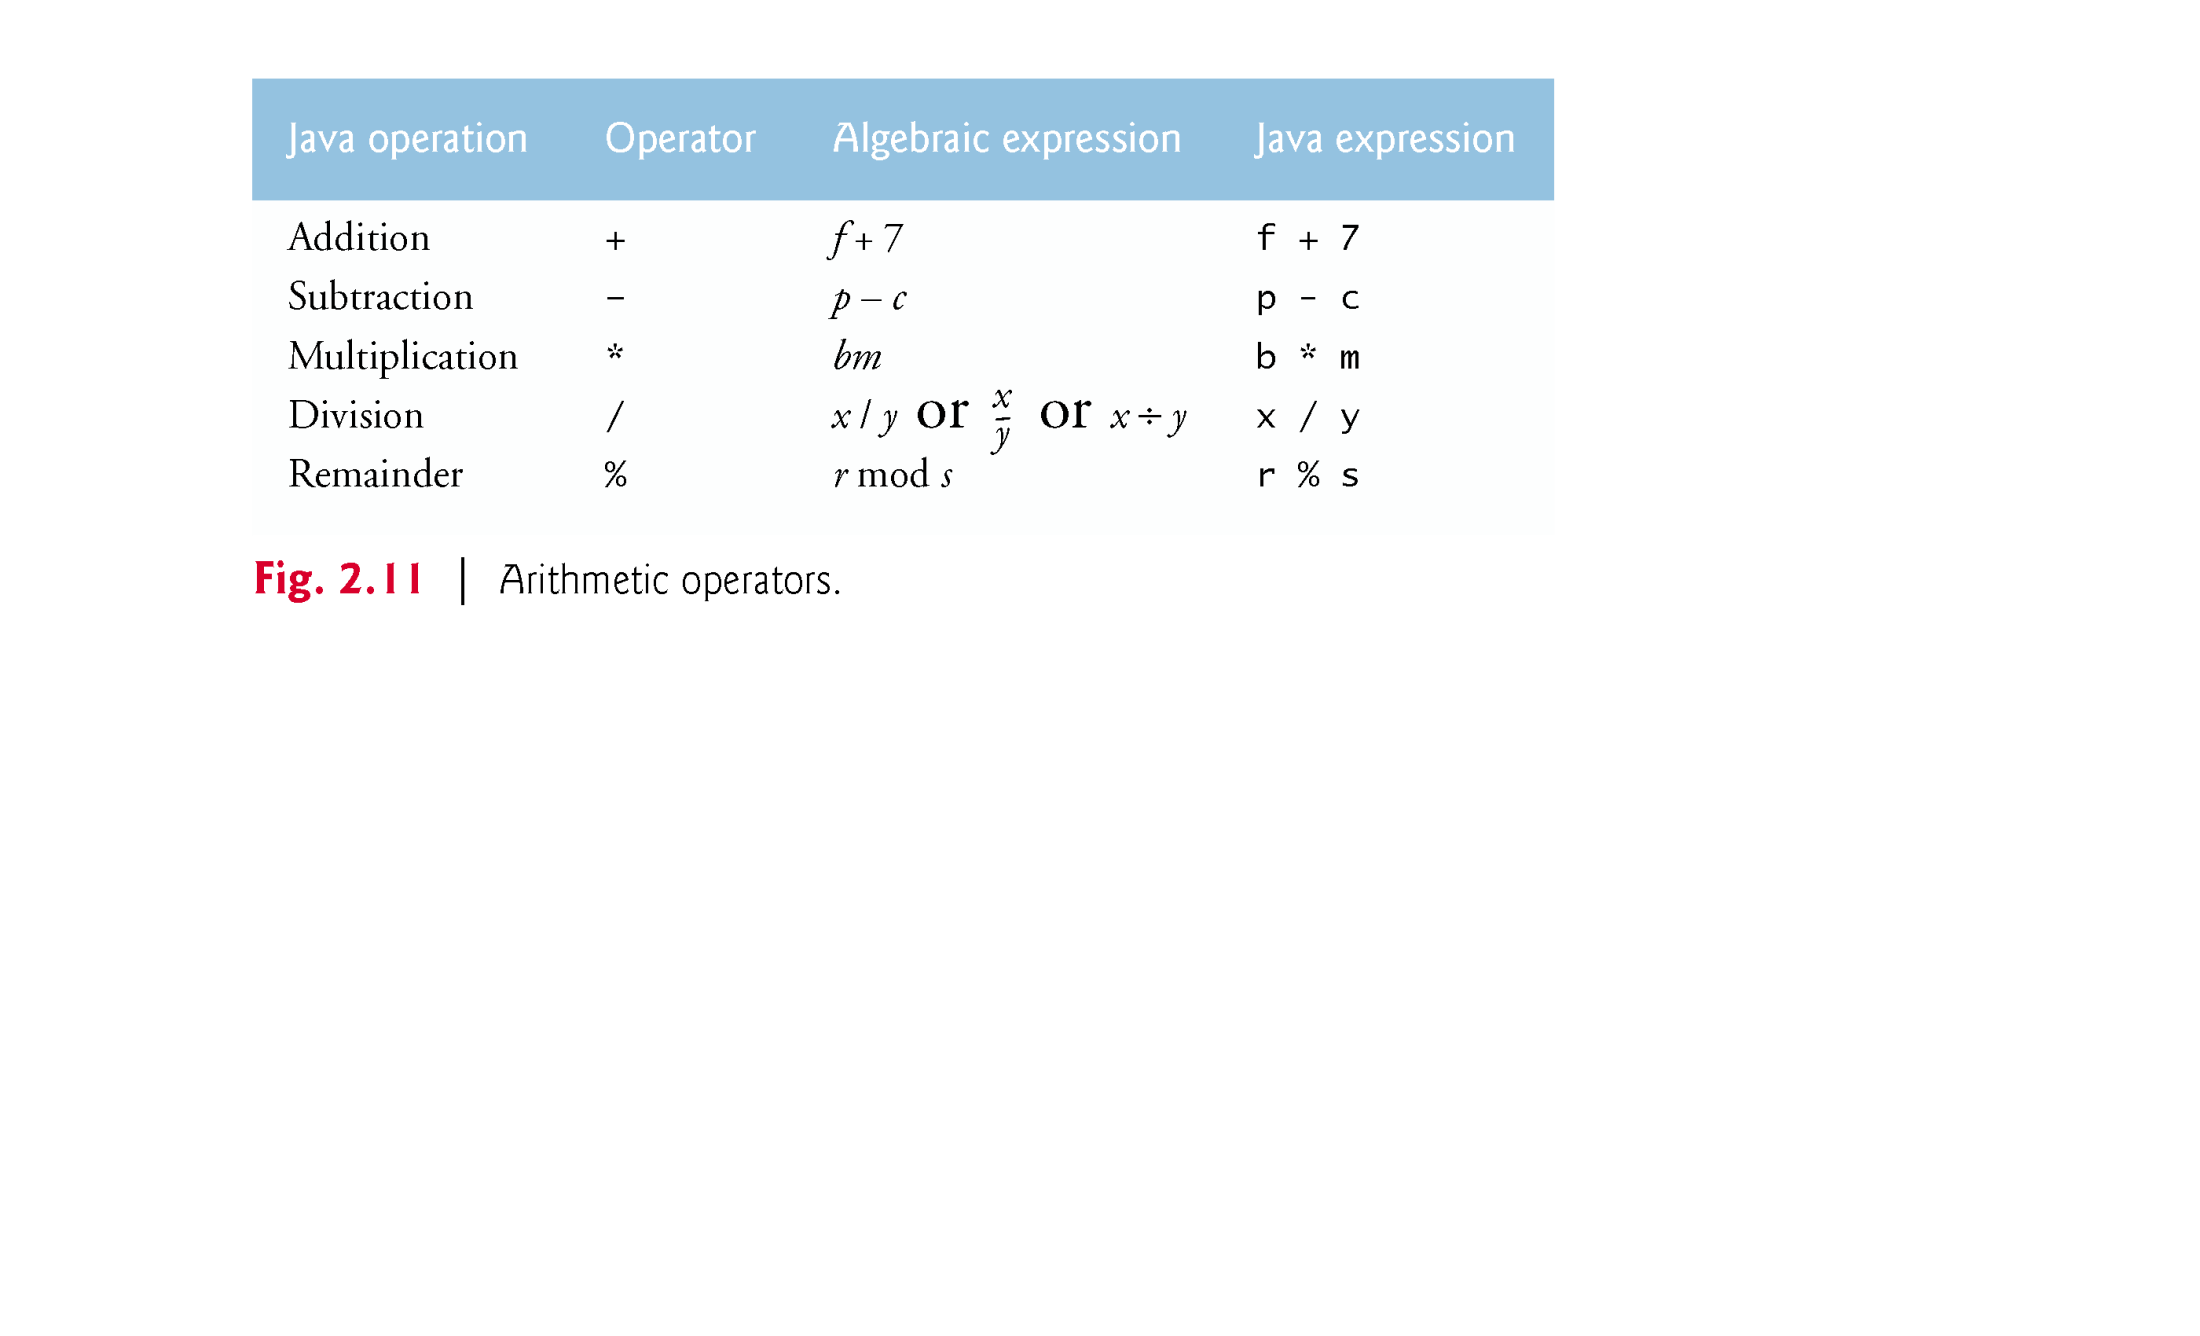 Java operation Operator Algebraic expression Java expression
Addition + f + 7 f + 7
Subtraction – p – c p - c
Multiplication * bm b * m
Division / x / y or x/y or x ÷ y x / y
Remainder % r mod s r % s
Fig. 2.11 | Arithmetic operators.